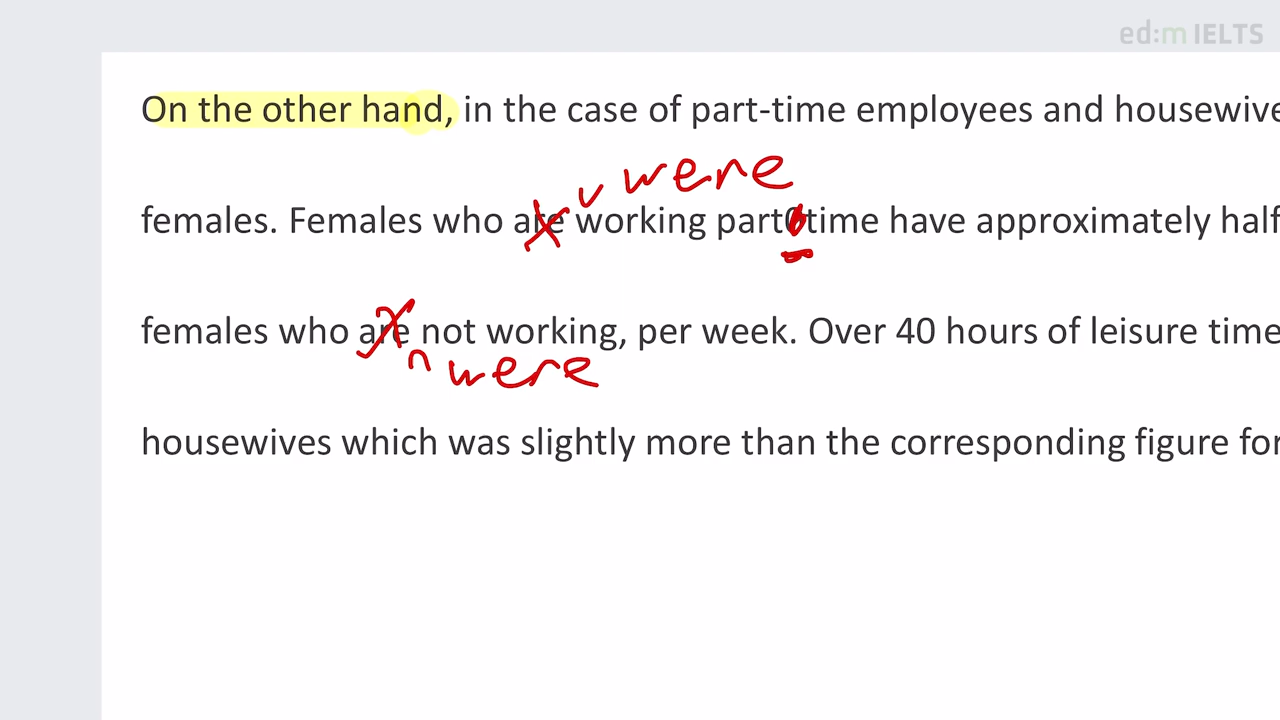 ed:m IELTS
On the other hand, in the case of part-time employees and housewive
were
females. Females who are working part0time have approximately half
females who are not working, per week. Over 40 hours of leisure time
were
housewives which was slightly more than the corresponding figure for